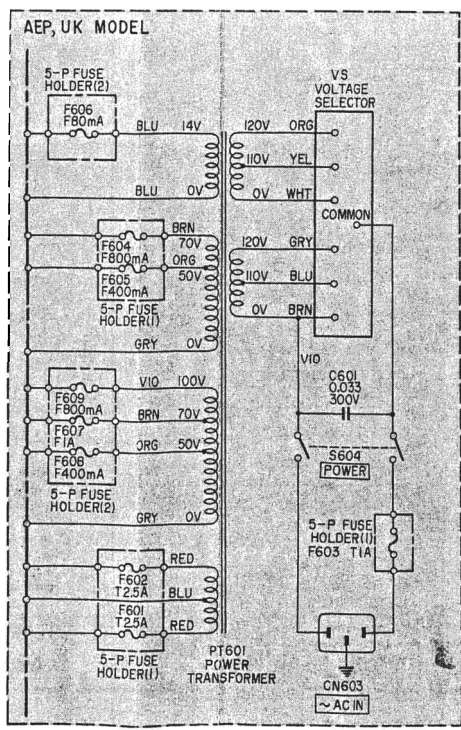 AEP, UK MODEL
5-P FUSE
HOLDER(2)
F606
F80mA
BLU 14V
BLU 0V
BRN
70V
F604
F800mA
ORG
50V
F605
F400mA
5-P FUSE
HOLDER(1)
GRY 0V
VIO 100V
F609
F800mA
BRN 70V
F607
F1A
ORG 50V
F608
F400mA
5-P FUSE
HOLDER(2)
GRY 0V
RED
F602
T2.5A
BLU
F601
T2.5A
RED
5-P FUSE
HOLDER(1)
PT601
POWER
TRANSFORMER
VS
VOLTAGE
SELECTOR
120V ORG
110V YEL
0V WHT
COMMON
120V GRY
110V BLU
0V BRN
VIO
C601
0.033
300V
S604
POWER
5-P FUSE
HOLDER(1)
F603 T1A
CN603
~ AC IN